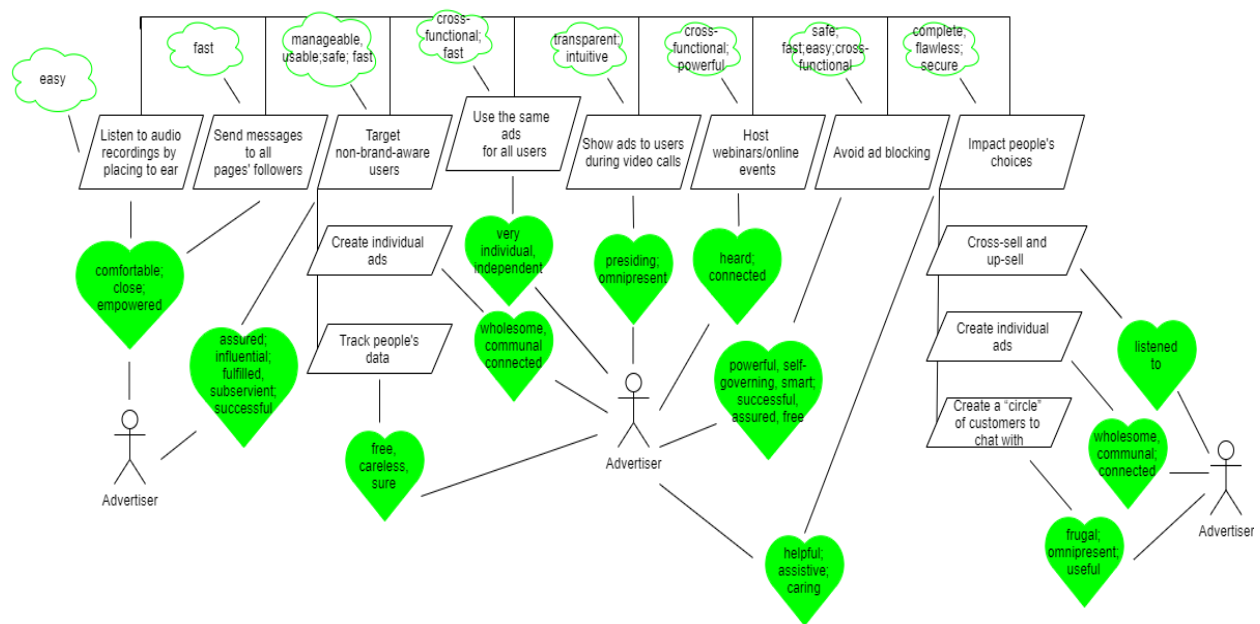 easy
fast
manageable,
usable;safe; fast
cross-
functional;
fast
transparent;
intuitive
cross-
functional;
powerful
safe;
fast;easy;cross-
functional
complete;
flawless;
secure
Listen to audio
recordings by
placing to ear
Send messages
to all
pages' followers
Target
non-brand-aware
users
Use the same
ads
for all users
Show ads to users
during video calls
Host
webinars/online
events
Avoid ad blocking
Impact people's
choices
comfortable;
close;
empowered
Create individual
ads
very
individual,
independent
presiding;
omnipresent
heard;
connected
Cross-sell and
up-sell
assured;
influential;
fulfilled,
subservient;
successful
Track people's
data
wholesome,
communal
connected
powerful, self-
governing, smart;
successful,
assured, free
Create individual
ads
listened
to
free,
careless,
sure
Create a “circle”
of customers to
chat with
wholesome,
communal;
connected
Advertiser
Advertiser
Advertiser
helpful;
assistive;
caring
frugal;
omnipresent;
useful